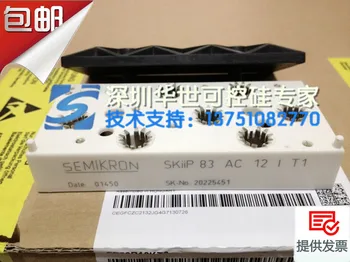 包邮
深圳华世可控硅专家
技术支持：13751082770
SEMIKRON
SKiiP 83 AC 12 I T1
Date 01450
SK-No 20225451
提供发票